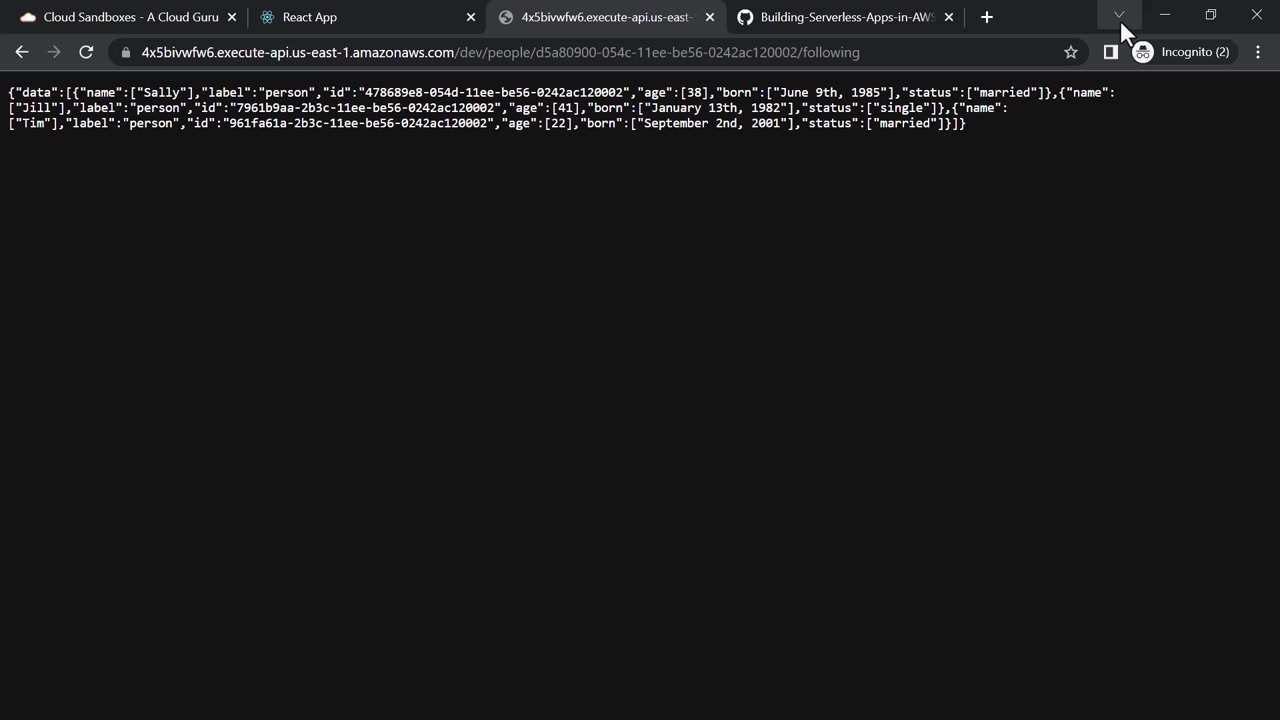 Cloud Sandboxes - A Cloud Guru
React App
4x5bivwfw6.execute-api.us-east-
Building-Serverless-Apps-in-AWS
4x5bivwfw6.execute-api.us-east-1.amazonaws.com/dev/people/d5a80900-054c-11ee-be56-0242ac120002/following
Incognito (2)
{"data":[{"name":["Sally"],"label":"person","id":"478689e8-054d-11ee-be56-0242ac120002","age":[38],"born":["June 9th, 1985"],"status":["married"]},{"name":
["Jill"],"label":"person","id":"7961b9aa-2b3c-11ee-be56-0242ac120002","age":[41],"born":["January 13th, 1982"],"status":["single"]},{"name":
["Tim"],"label":"person","id":"961fa61a-2b3c-11ee-be56-0242ac120002","age":[22],"born":["September 2nd, 2001"],"status":["married"]}]}